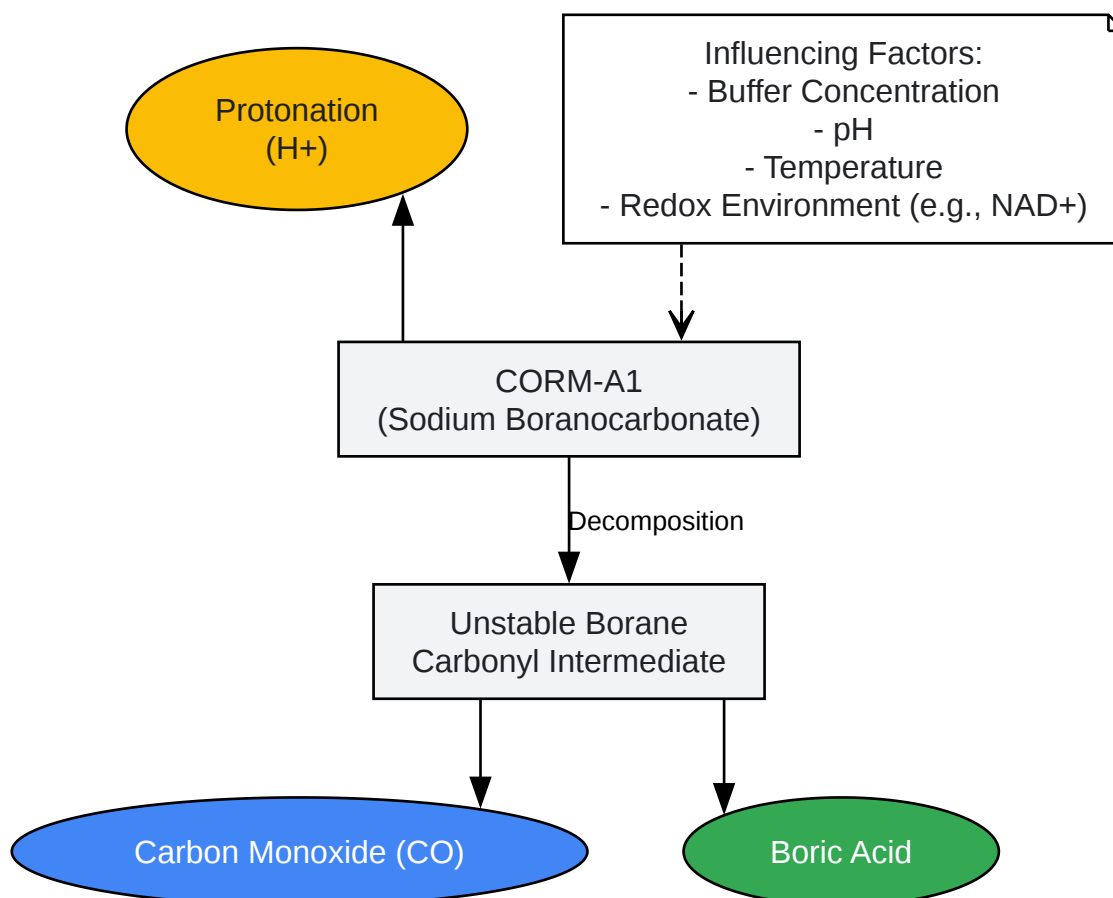 Protonation
(H+)
Influencing Factors:
- Buffer Concentration
- pH
- Temperature
- Redox Environment (e.g., NAD+)
CORM-A1
(Sodium Boranocarbonate)
Decomposition
Unstable Borane
Carbonyl Intermediate
Carbon Monoxide (CO)
Boric Acid